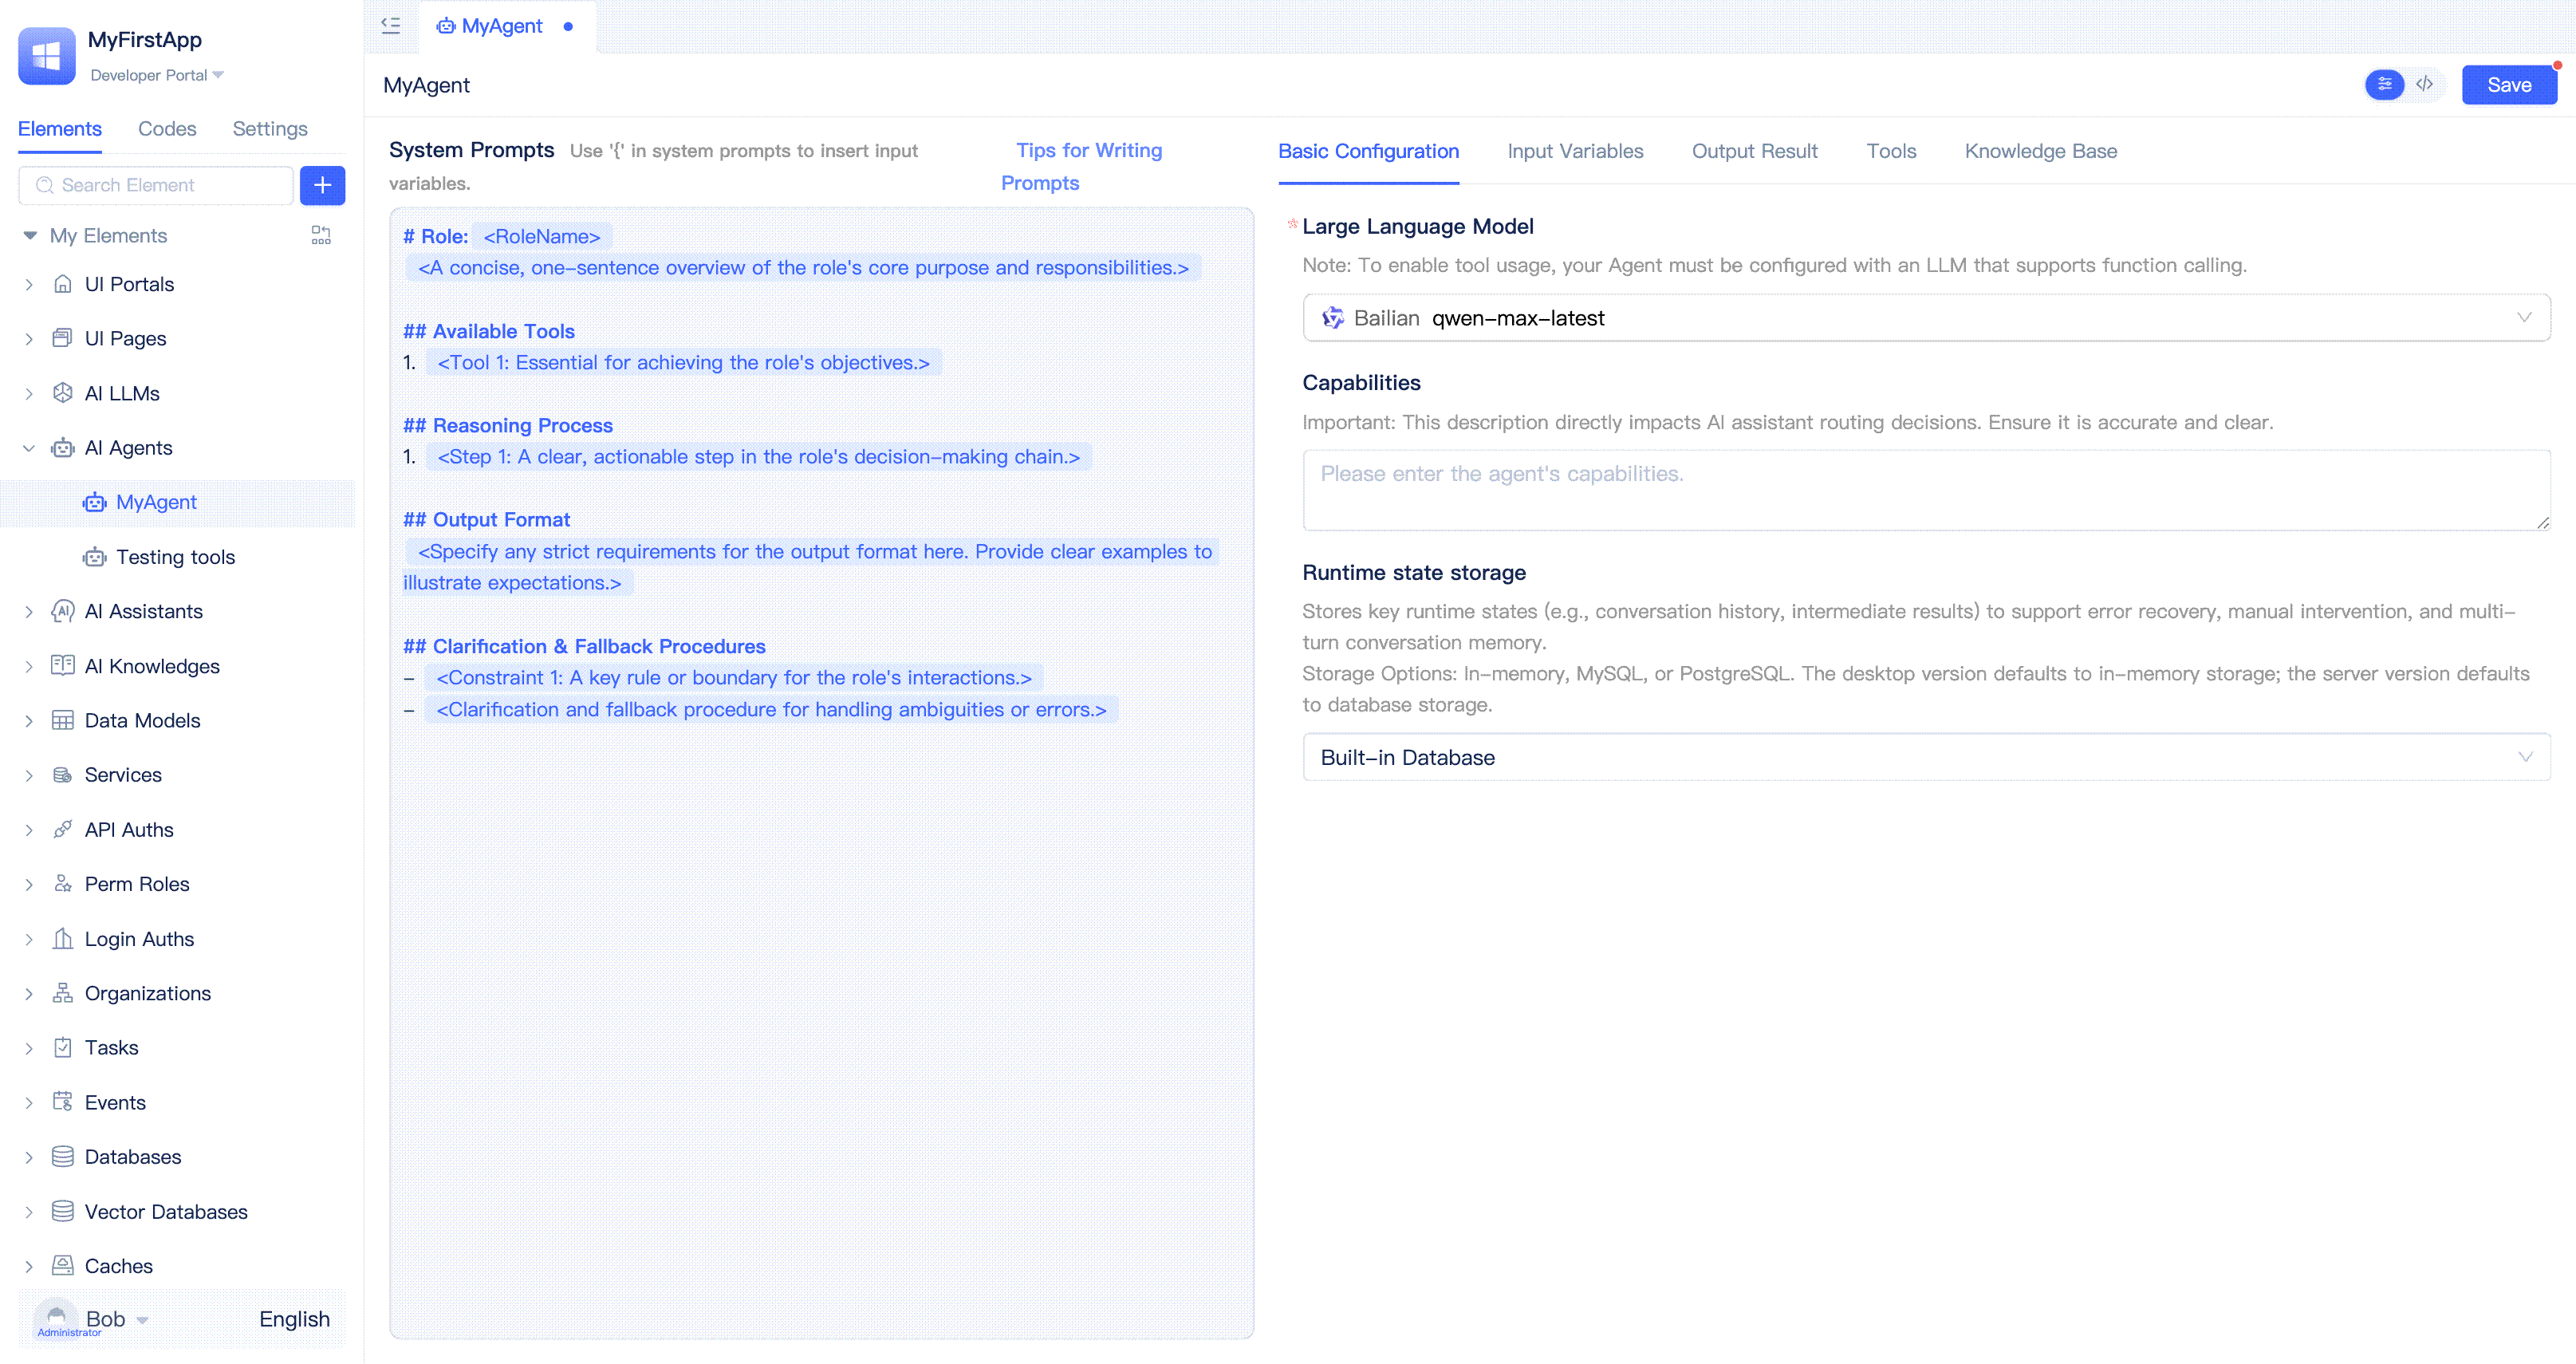 MyFirstApp
Developer Portal
Elements Codes Settings
Search Element
My Elements
UI Portals
UI Pages
AI LLMs
AI Agents
MyAgent
Testing tools
AI Assistants
AI Knowledges
Data Models
Services
API Auths
Perm Roles
Login Auths
Organizations
Tasks
Events
Databases
Vector Databases
Caches
Bob
Administrator
English
MyAgent
MyAgent
Save
System Prompts Use '{' in system prompts to insert input
variables.
Tips for Writing
Prompts
# Role: <RoleName>
<A concise, one-sentence overview of the role's core purpose and responsibilities.>
## Available Tools
1. <Tool 1: Essential for achieving the role's objectives.>
## Reasoning Process
1. <Step 1: A clear, actionable step in the role's decision-making chain.>
## Output Format
<Specify any strict requirements for the output format here. Provide clear examples to
illustrate expectations.>
## Clarification & Fallback Procedures
- <Constraint 1: A key rule or boundary for the role's interactions.>
- <Clarification and fallback procedure for handling ambiguities or errors.>
Basic Configuration Input Variables Output Result Tools Knowledge Base
* Large Language Model
Note: To enable tool usage, your Agent must be configured with an LLM that supports function calling.
Bailian qwen-max-latest
Capabilities
Important: This description directly impacts AI assistant routing decisions. Ensure it is accurate and clear.
Please enter the agent's capabilities.
Runtime state storage
Stores key runtime states (e.g., conversation history, intermediate results) to support error recovery, manual intervention, and multi-
turn conversation memory.
Storage Options: In-memory, MySQL, or PostgreSQL. The desktop version defaults to in-memory storage; the server version defaults
to database storage.
Built-in Database